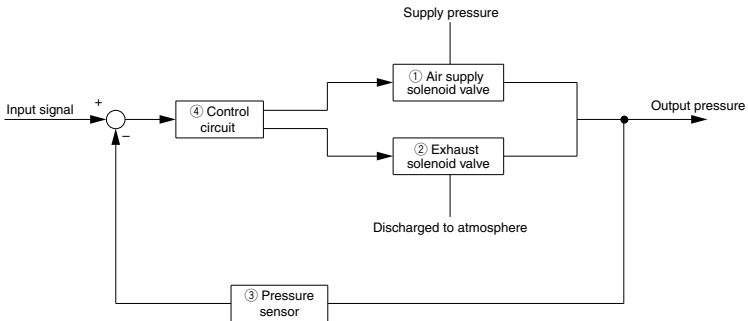 Supply pressure
① Air supply
solenoid valve
Input signal
+
−
④ Control
circuit
Output pressure
② Exhaust
solenoid valve
Discharged to atmosphere
③ Pressure
sensor